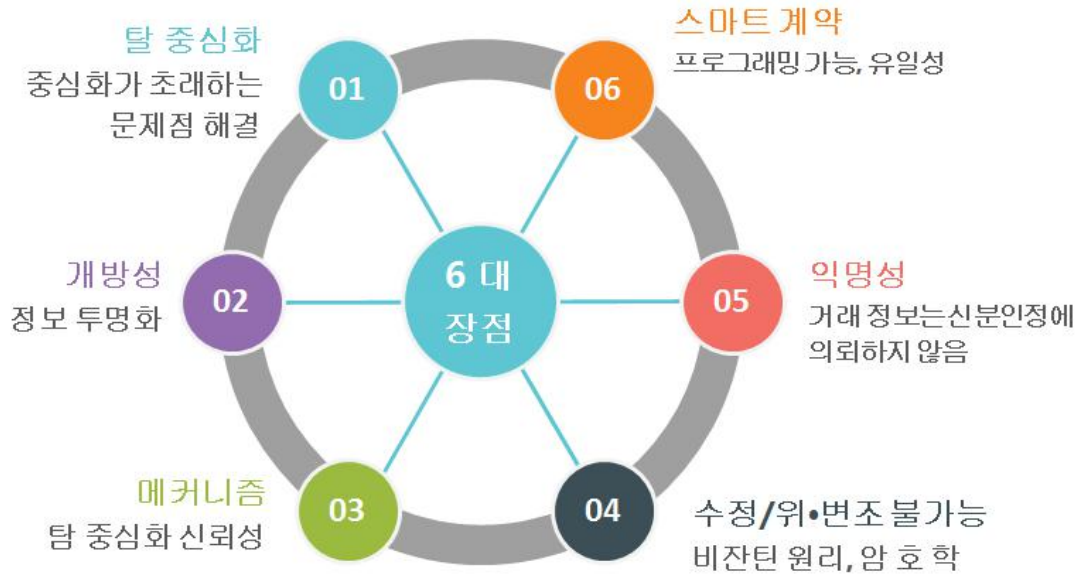 탈 중심화
중심화가 초래하는
문제점 해결
01
스마트 계약
프로그래밍 가능, 유일성
06
개방성
정보 투명화
02
6 대
장점
05
익명성
거래 정보는신분인정에
의뢰하지 않음
메커니즘
탐 중심화 신뢰성
03
04
수정/위•변조 불가능
비잔틴 원리, 암 호 학